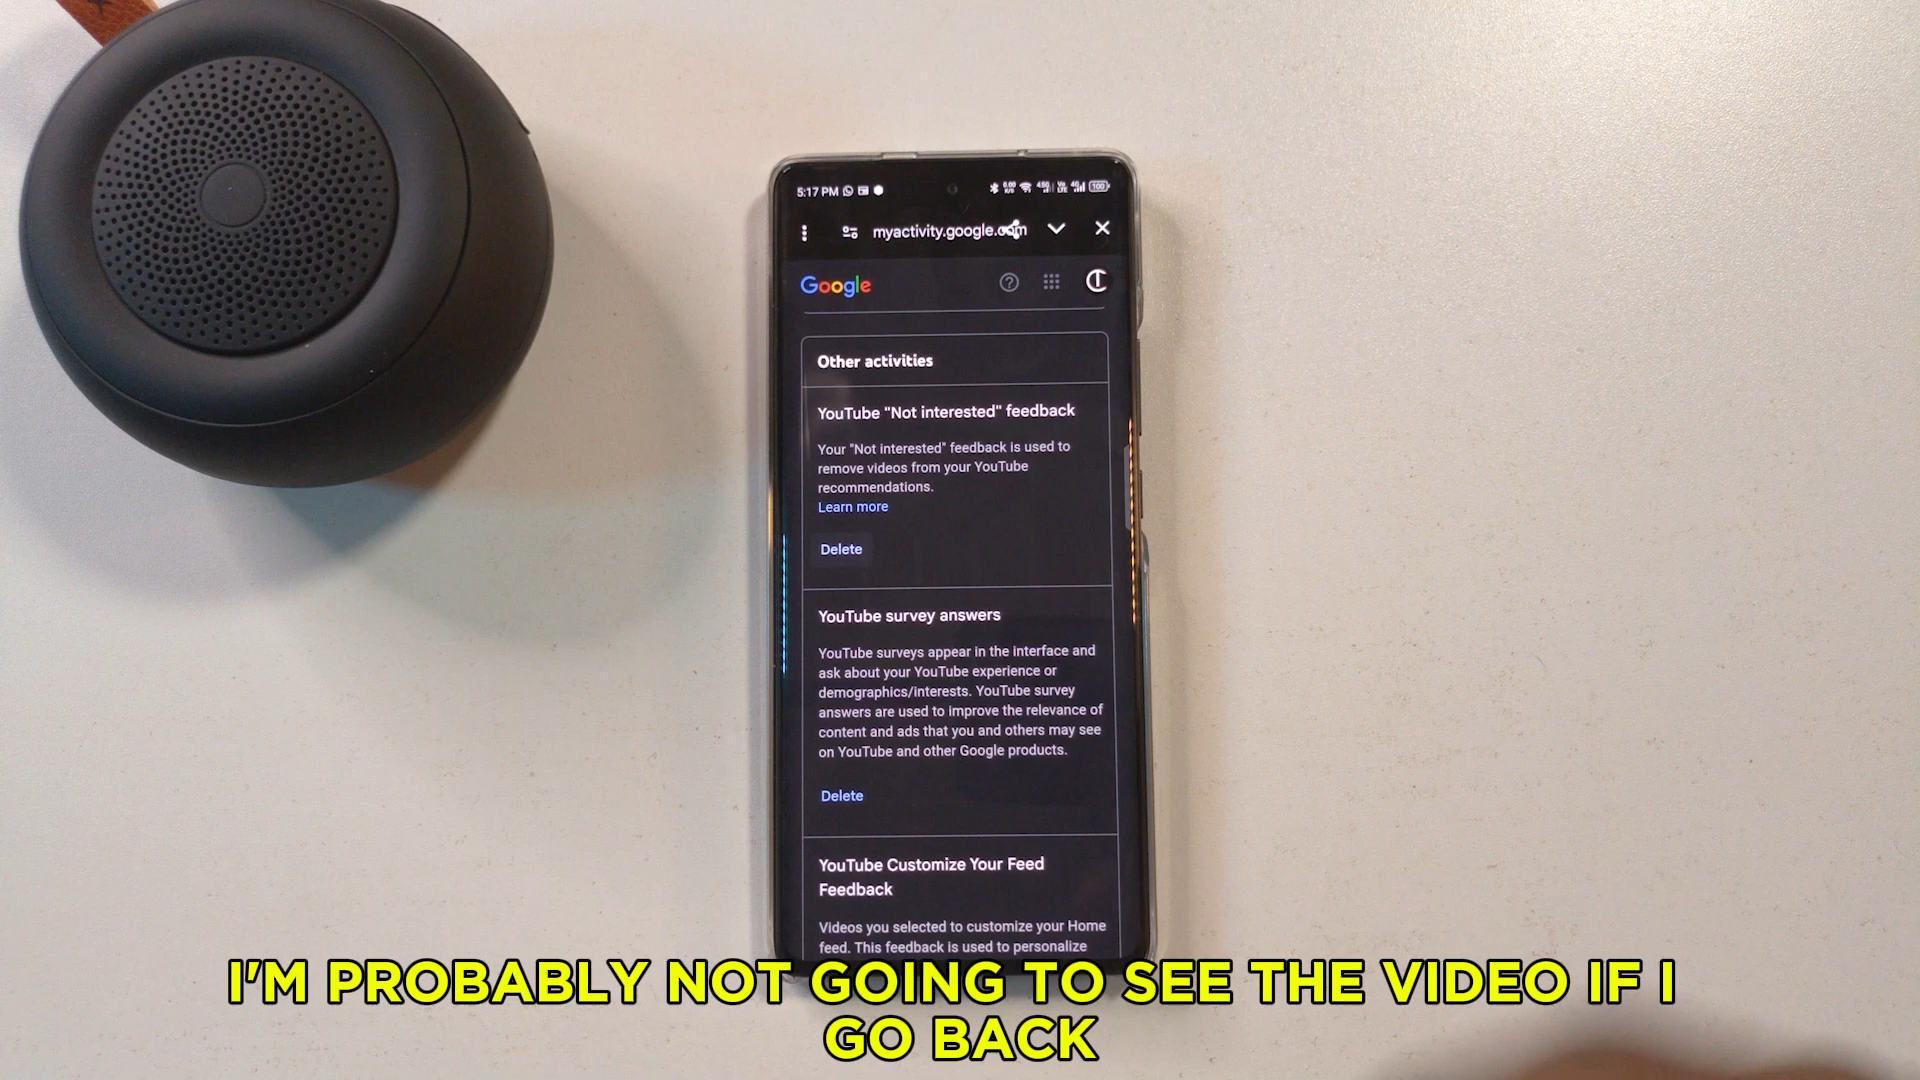 5:17 PM
100
myactivity.google.com
Google
Other activities
YouTube "Not interested" feedback
Your "Not interested" feedback is used to
remove videos from your YouTube
recommendations.
Learn more
Delete
YouTube survey answers
YouTube surveys appear in the interface and
ask about your YouTube experience or
demographics/interests. YouTube survey
answers are used to improve the relevance of
content and ads that you and others may see
on YouTube and other Google products.
Delete
YouTube Customize Your Feed
Feedback
Videos you selected to customize your Home
feed. This feedback is used to personalize
I'M PROBABLY NOT GOING TO SEE THE VIDEO IF I
GO BACK